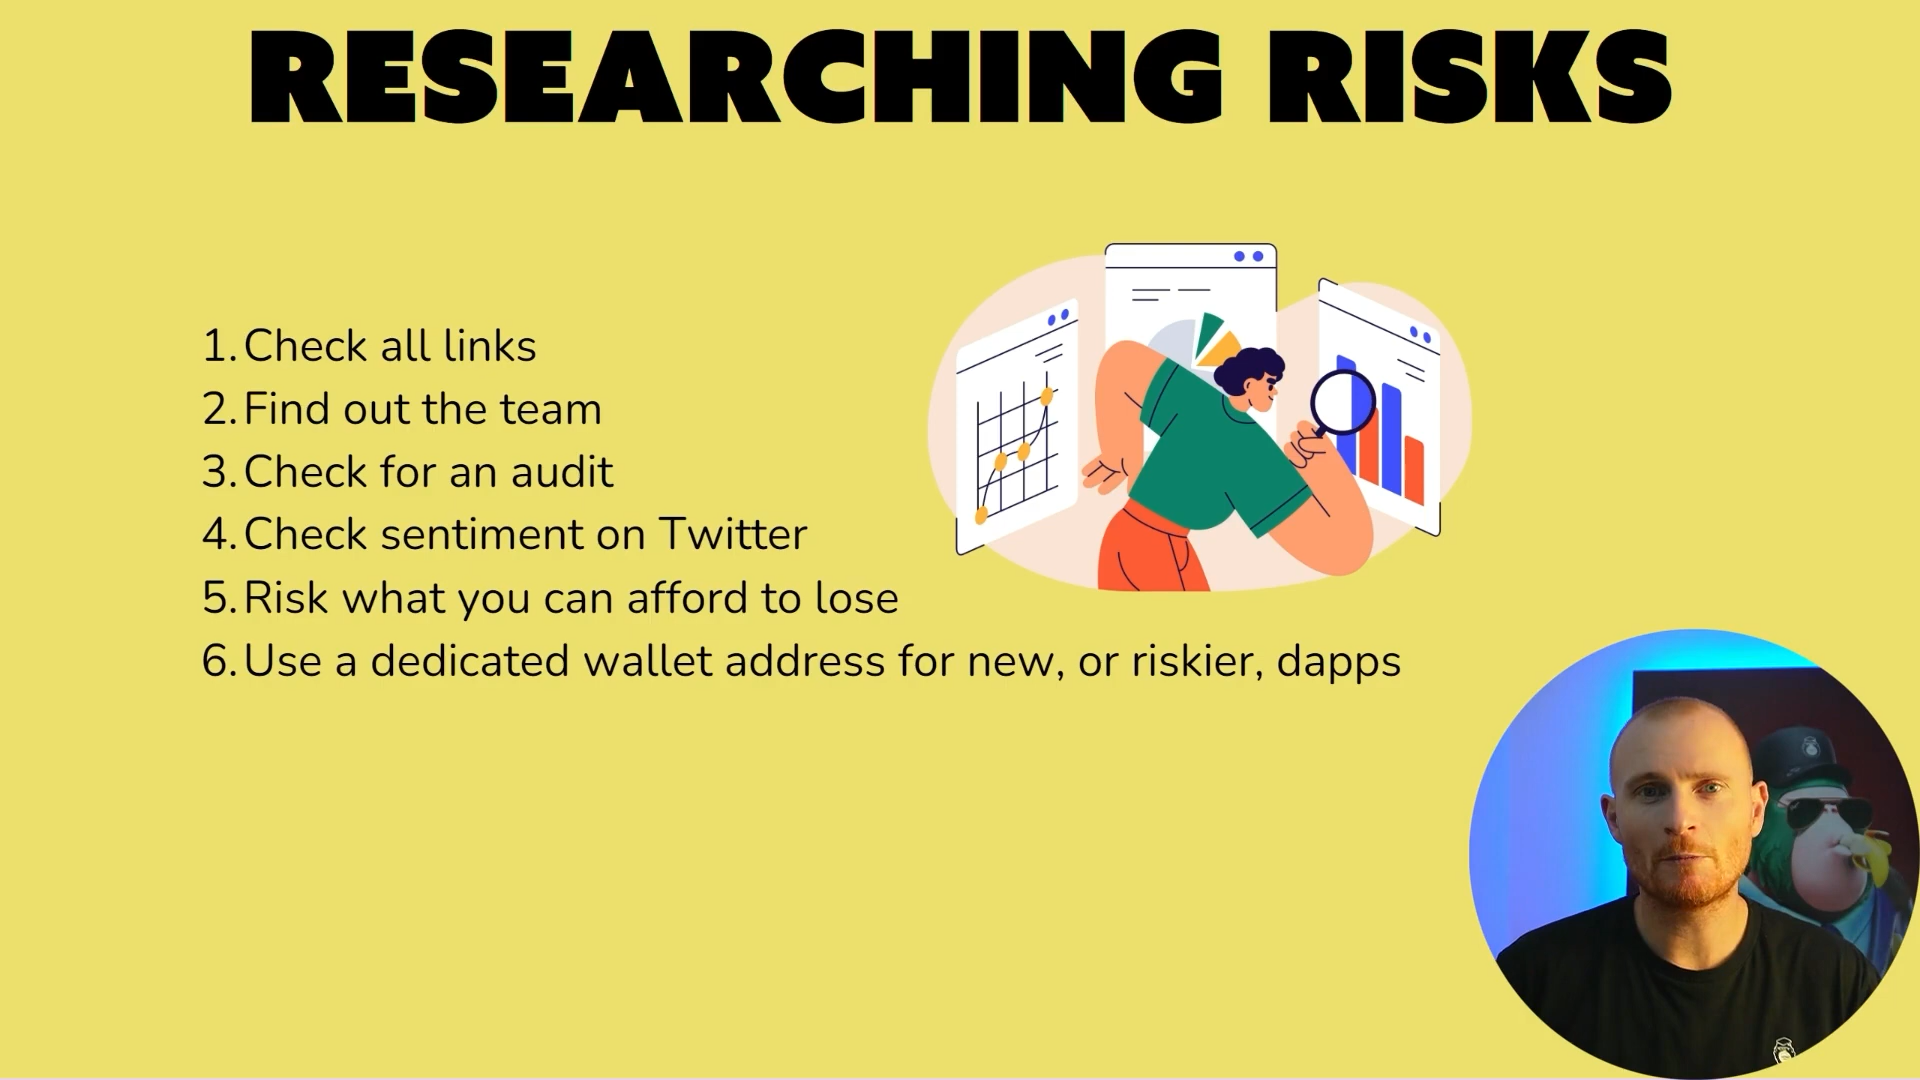 RESEARCHING RISKS
1. Check all links
2. Find out the team
3. Check for an audit
4. Check sentiment on Twitter
5. Risk what you can afford to lose
6. Use a dedicated wallet address for new, or riskier, dapps